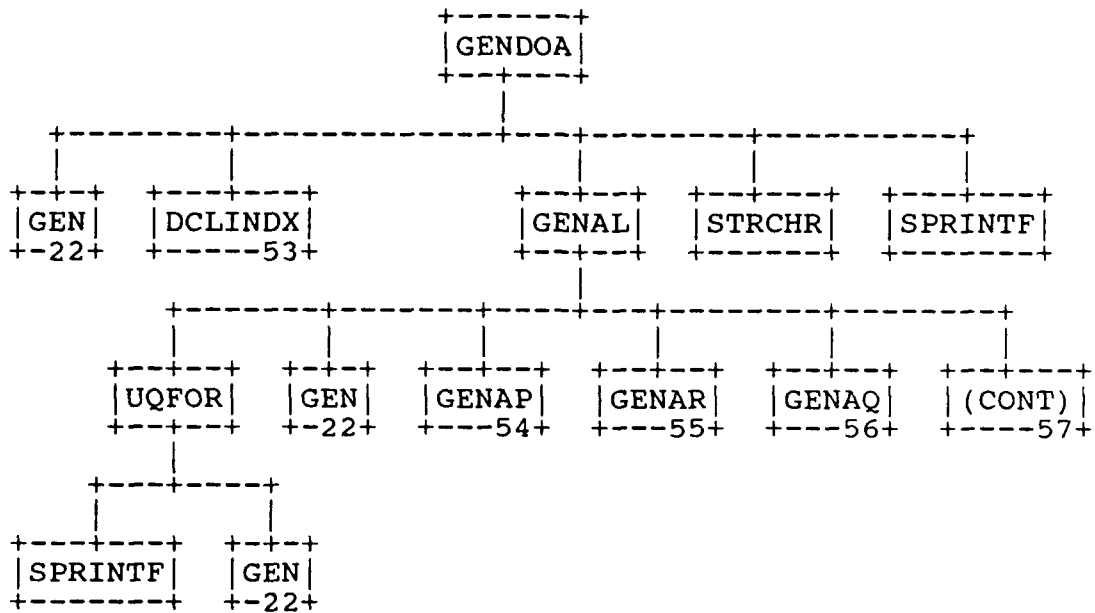 GENDOA
GEN DCLINDX GENAL STRCHR SPRINTF
22 53
UQFOR GEN GENAP GENAR GENAQ (CONT)
22 54 55 56 57
SPRINTF GEN
22